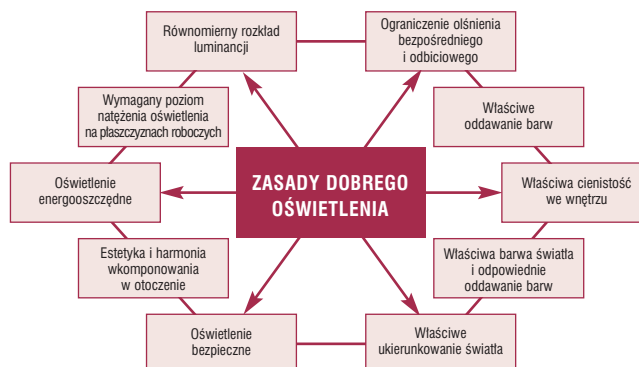 Równomierny rozkład
luminancji
Ograniczenie olśnienia
bezpośredniego
i odbiciowego
Wymagany poziom
natężenia oświetlenia
na płaszczyznach roboczych
Właściwe
oddawanie barw
Oświetlenie
energooszczędne
ZASADY DOBREGO
OŚWIETLENIA
Właściwa cienistość
we wnętrzu
Estetyka i harmonia
wkomponowania
w otoczenie
Właściwa barwa światła
i odpowiednie
oddawanie barw
Oświetlenie
bezpieczne
Właściwe
ukierunkowanie światła